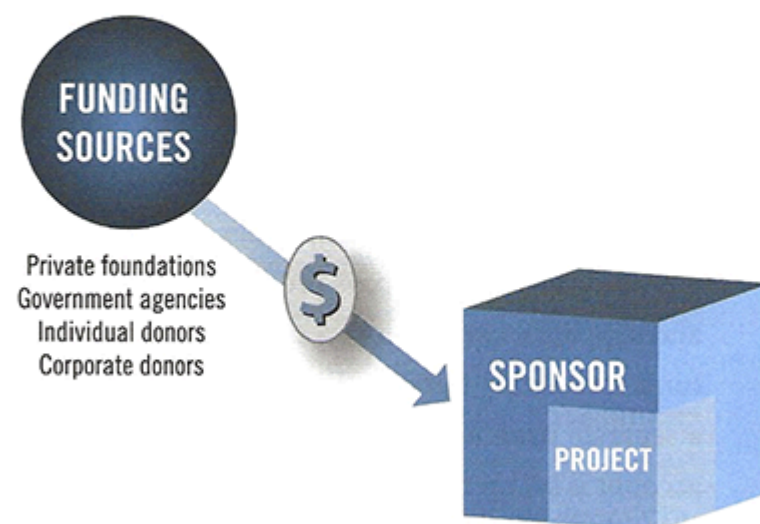 FUNDING
SOURCES
Private foundations
Government agencies
Individual donors
Corporate donors
$
SPONSOR
PROJECT